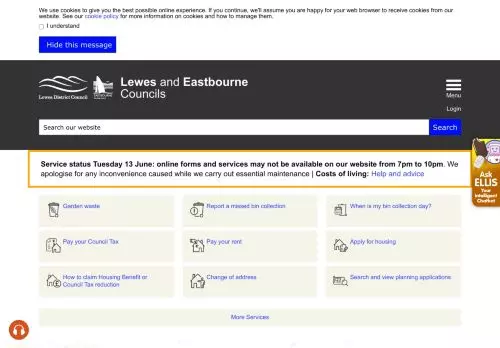 We use cookies to give you the best possible online experience. If you continue, we'll assume you are happy for your web browser to receive cookies from our
website. See our cookie policy for more information on cookies and how to manage them.
I understand
Hide this message
Lewes District Council
EASTBOURNE
Lewes and Eastbourne
Councils
Menu
Login
Search our website
Search
Service status Tuesday 13 June: online forms and services may not be available on our website from 7pm to 10pm. We
apologise for any inconvenience caused while we carry out essential maintenance | Costs of living: Help and advice
Ask
ELLIS
Your
Intelligent
Chatbot
Garden waste
Report a missed bin collection
When is my bin collection day?
Pay your Council Tax
Pay your rent
Apply for housing
How to claim Housing Benefit or
Council Tax reduction
Change of address
Search and view planning applications
More Services